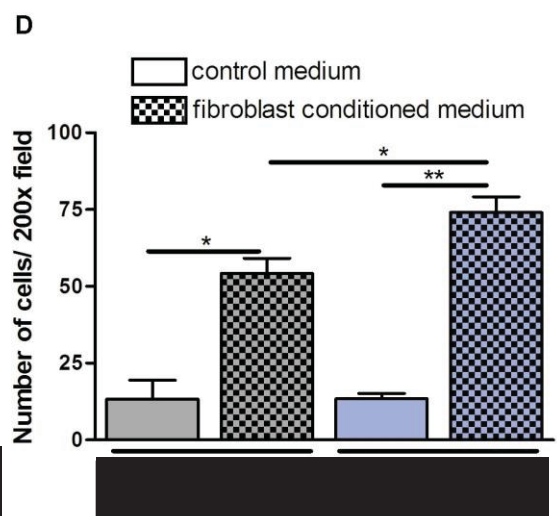 D
control medium
fibroblast conditioned medium
Number of cells/ 200x field
100
75
50
25
0
*
*
**